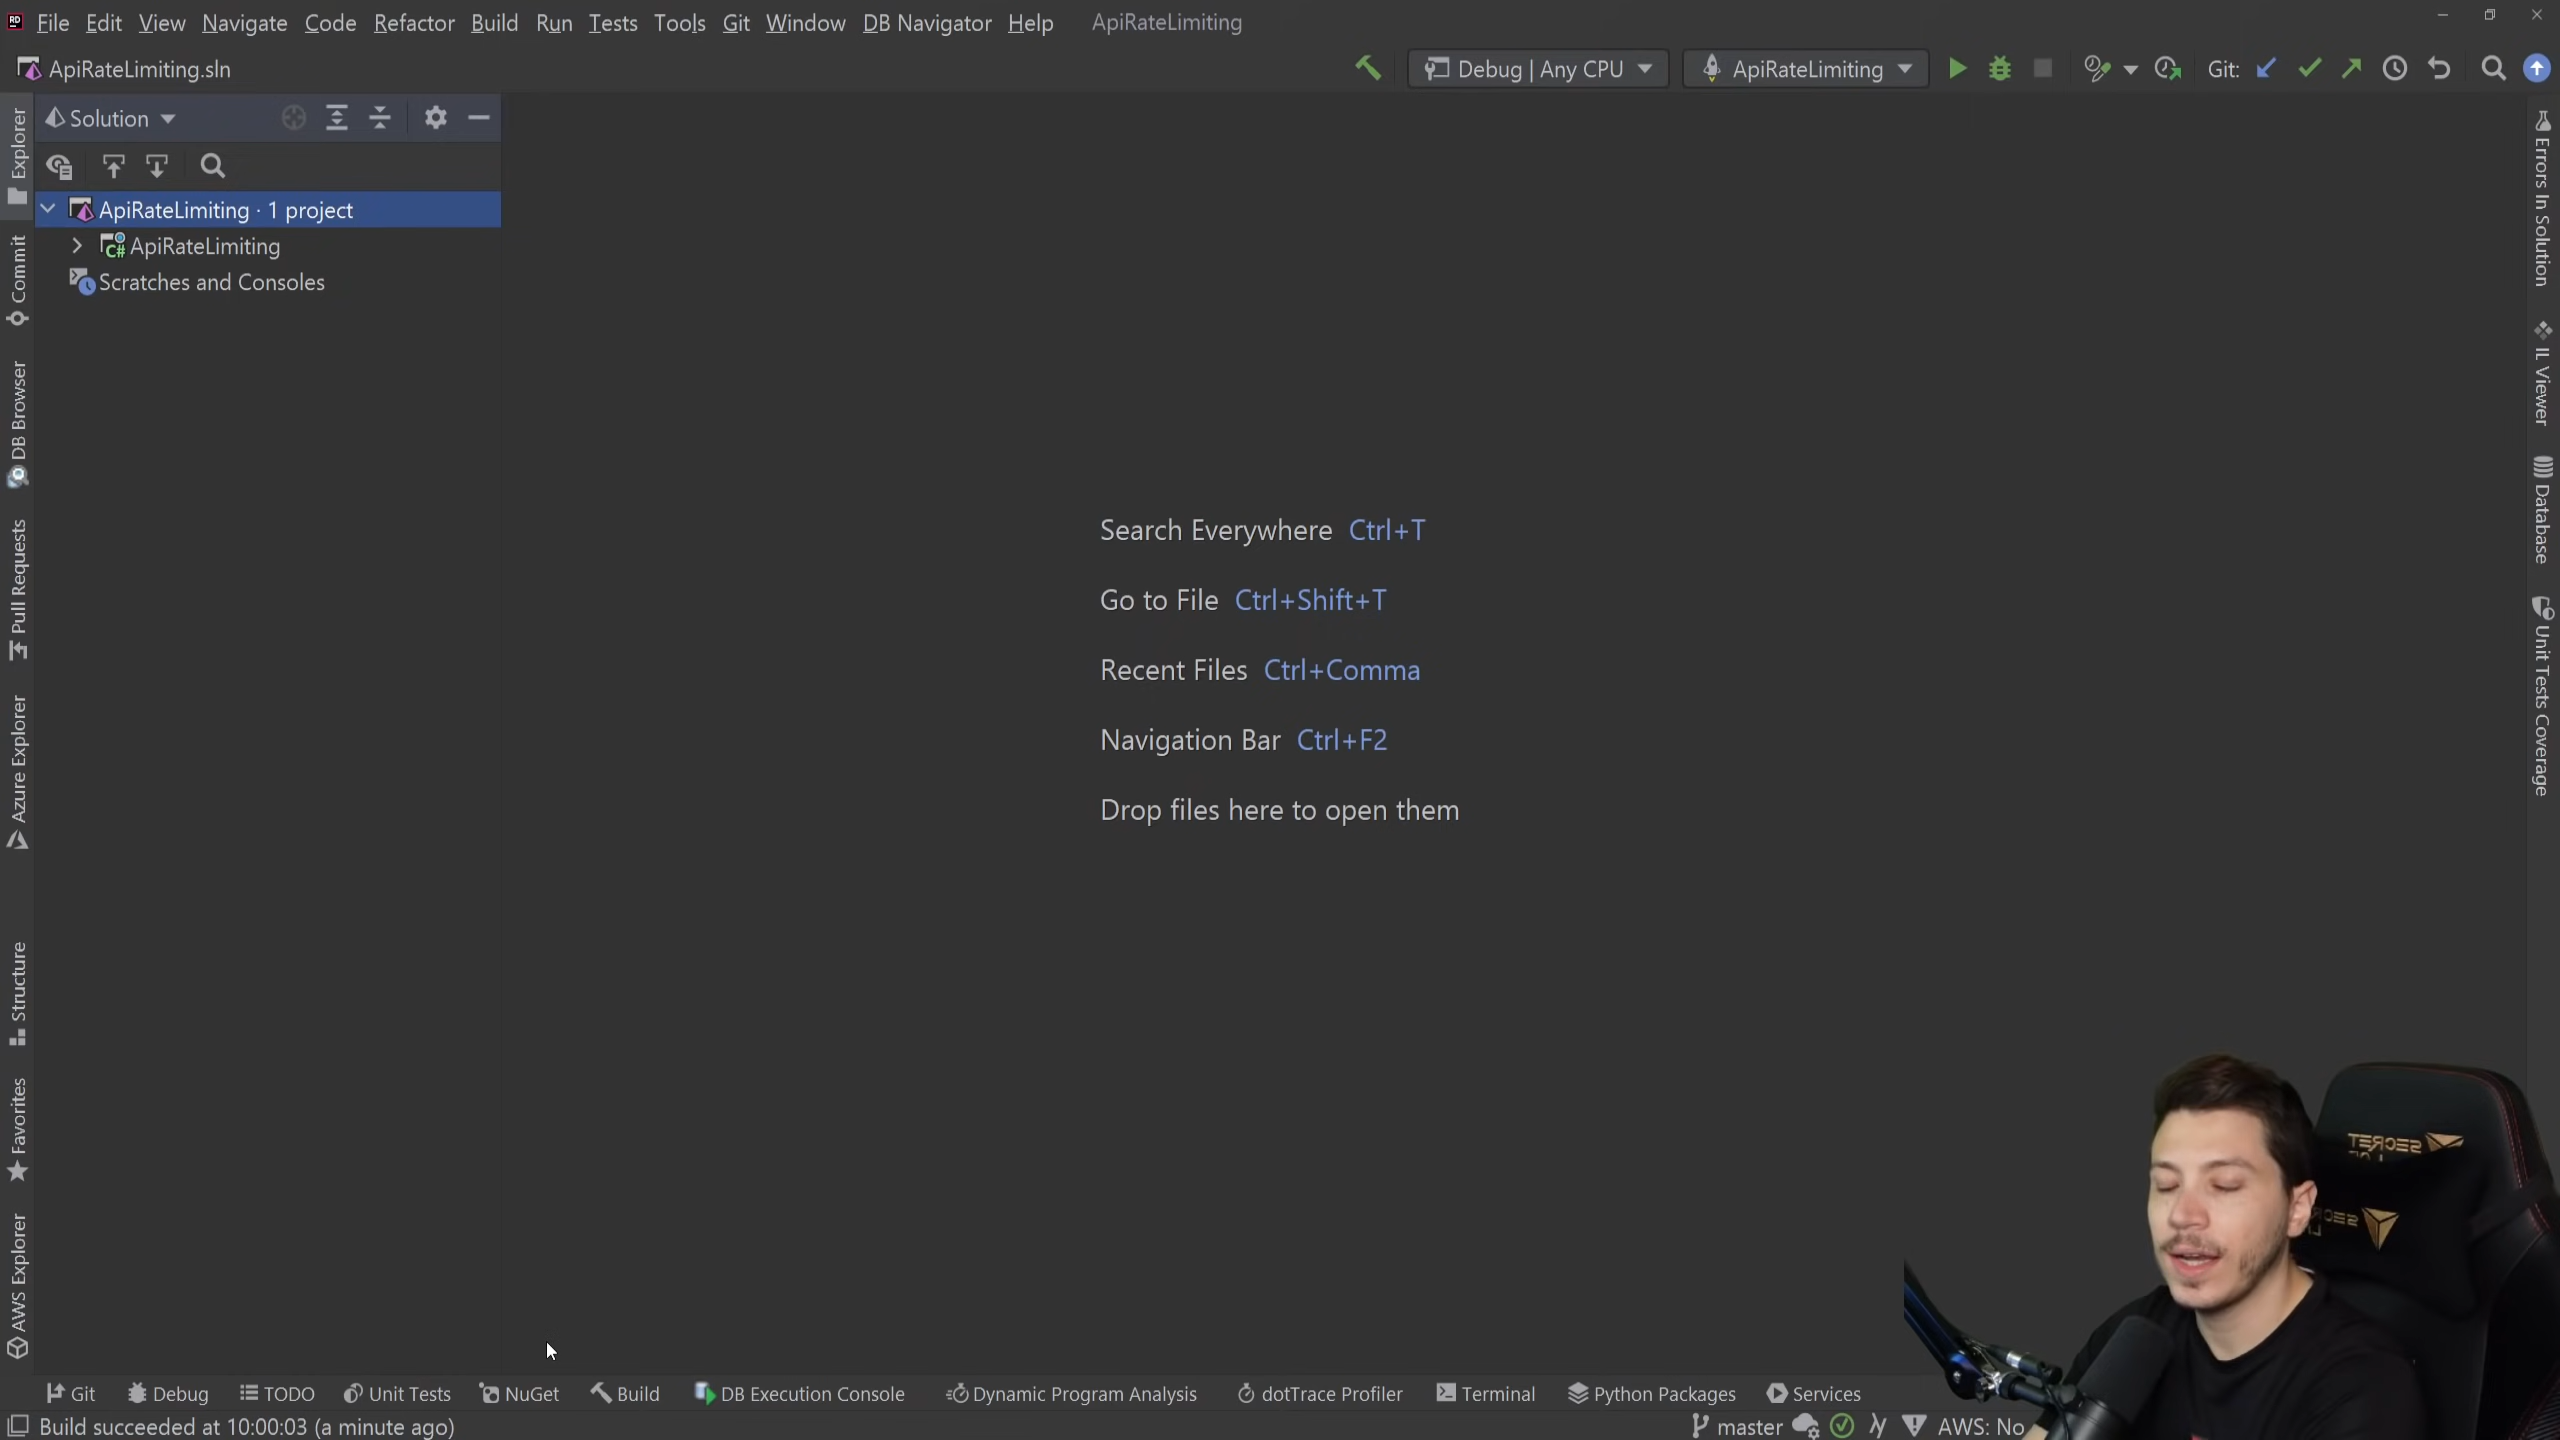 File Edit View Navigate Code Refactor Build Run Tests Tools Git Window DB Navigator Help ApiRateLimiting
ApiRateLimiting.sln
Debug | Any CPU
ApiRateLimiting
Git:
Solution
ApiRateLimiting · 1 project
ApiRateLimiting
Scratches and Consoles
Explorer
Commit
DB Browser
Pull Requests
Azure Explorer
Structure
Favorites
AWS Explorer
Search Everywhere Ctrl+T
Go to File Ctrl+Shift+T
Recent Files Ctrl+Comma
Navigation Bar Ctrl+F2
Drop files here to open them
Errors In Solution
IL Viewer
Database
Unit Tests Coverage
SECRET
Git Debug TODO Unit Tests NuGet Build DB Execution Console Dynamic Program Analysis dotTrace Profiler Terminal Python Packages Services
Build succeeded at 10:00:03 (a minute ago)
master AWS: No